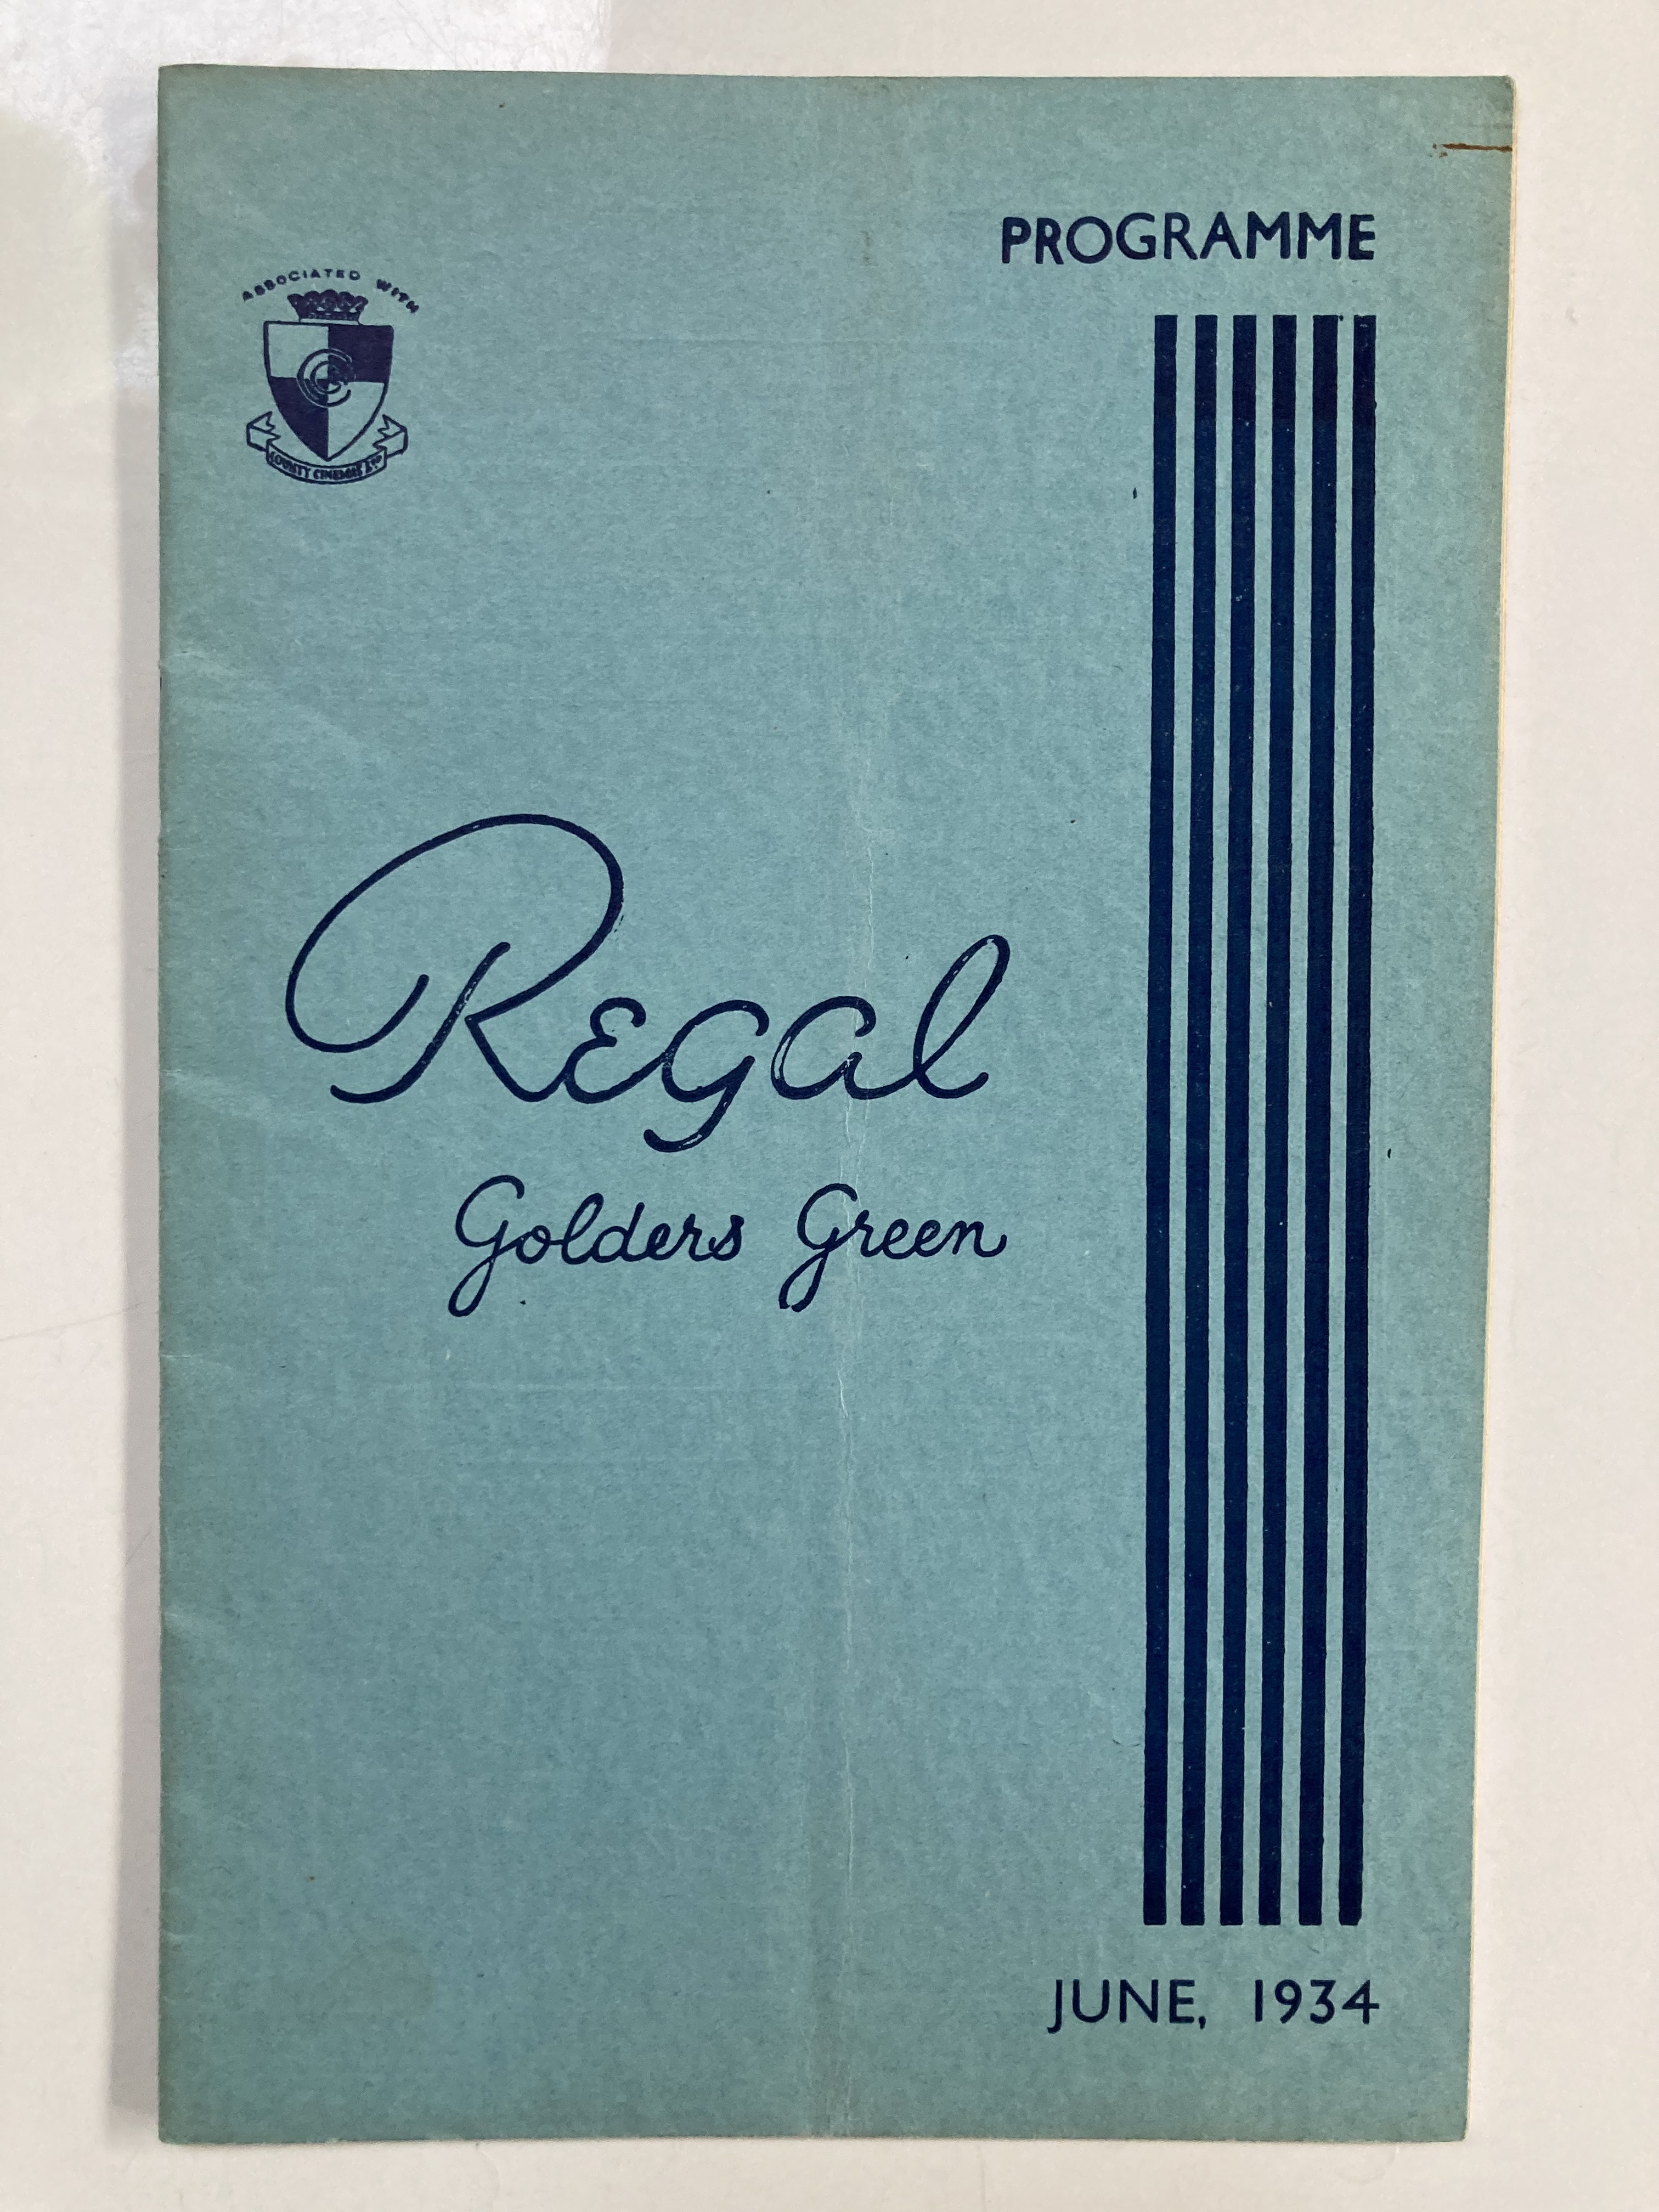 PROGRAMME
ASSOCIATED WITH
COUNTY CINEMAS LTD
Regal
Golders Green
JUNE, 1934